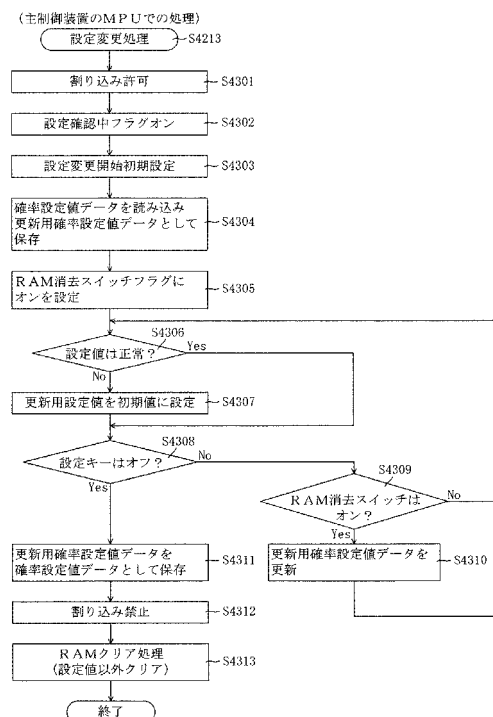 (主制御装置のMPUでの処理)
設定変更処理
S4213
割り込み許可
S4301
設定確認中フラグオン
S4302
設定変更開始初期設定
S4303
確率設定値データを読み込み
更新用確率設定値データとして
保存
S4304
RAM消去スイッチフラグに
オンを設定
S4305
S4306
設定値は正常?
Yes
No
更新用設定値を初期値に設定
S4307
S4308
設定キーはオフ?
No
Yes
S4309
RAM消去スイッチは
オン?
No
Yes
更新用確率設定値データを
更新
S4310
更新用確率設定値データを
確率設定値データとして保存
S4311
割り込み禁止
S4312
RAMクリア処理
(設定値以外クリア)
S4313
終了